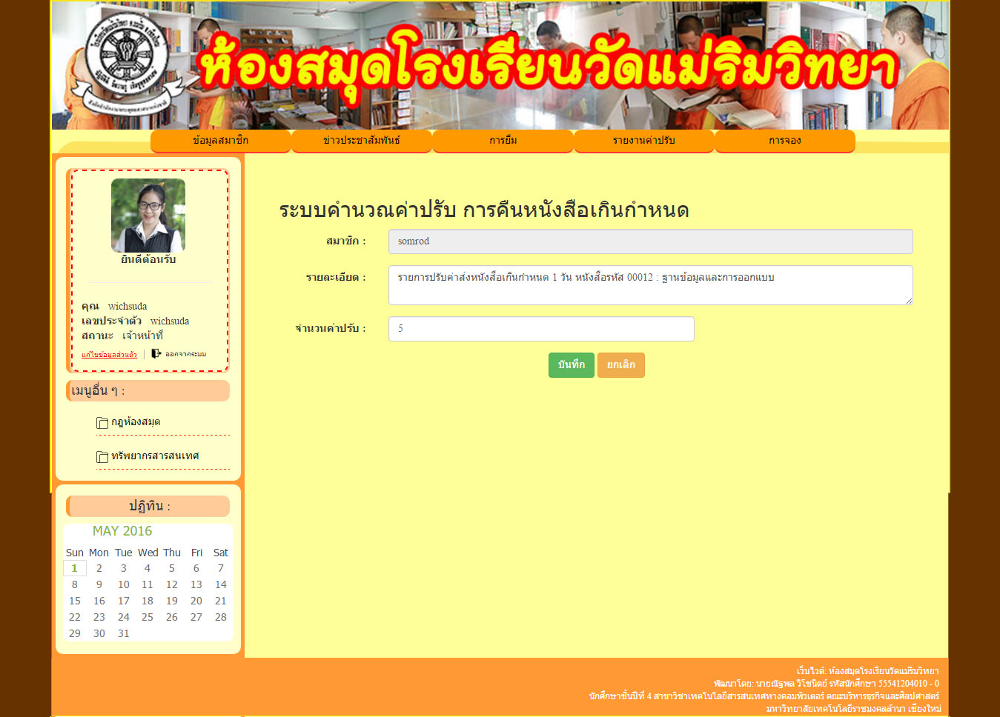 ห้องสมุดโรงเรียนวัดแม่ริมวิทยา
ข้อมูลสมาชิก ข่าวประชาสัมพันธ์ การยืม รายงานค่าปรับ การจอง
ยินดีต้อนรับ
คุณ wichsuda
เลขประจำตัว wichsuda
สถานะ เจ้าหน้าที่
แก้ไขข้อมูลส่วนตัว | ออกจากระบบ
เมนูอื่น ๆ :
กฎห้องสมุด
ทรัพยากรสารสนเทศ
ปฏิทิน :
MAY 2016
Sun Mon Tue Wed Thu Fri Sat
1 2 3 4 5 6 7
8 9 10 11 12 13 14
15 16 17 18 19 20 21
22 23 24 25 26 27 28
29 30 31
ระบบคำนวณค่าปรับ การคืนหนังสือเกินกำหนด
สมาชิก : somrod
รายละเอียด : รายการปรับค่าส่งหนังสือเกินกำหนด 1 วัน หนังสือรหัส 00012 : ฐานข้อมูลและการออกแบบ
จำนวนค่าปรับ : 5
บันทึก ยกเลิก
เว็บไวต์: ห้องสมุดโรงเรียนวัดแม่ริมวิทยา
พัฒนาโดย: นายณัฐพล วิโชนิตย์ รหัสนักศึกษา 55541204010 - 0
นักศึกษาชั้นปีที่ 4 สาขาวิชาเทคโนโลยีสารสนเทศทางคอมพิวเตอร์ คณะบริหารธุรกิจและศิลปศาสตร์
มหาวิทยาลัยเทคโนโลยีราชมงคลล้านนา เชียงใหม่